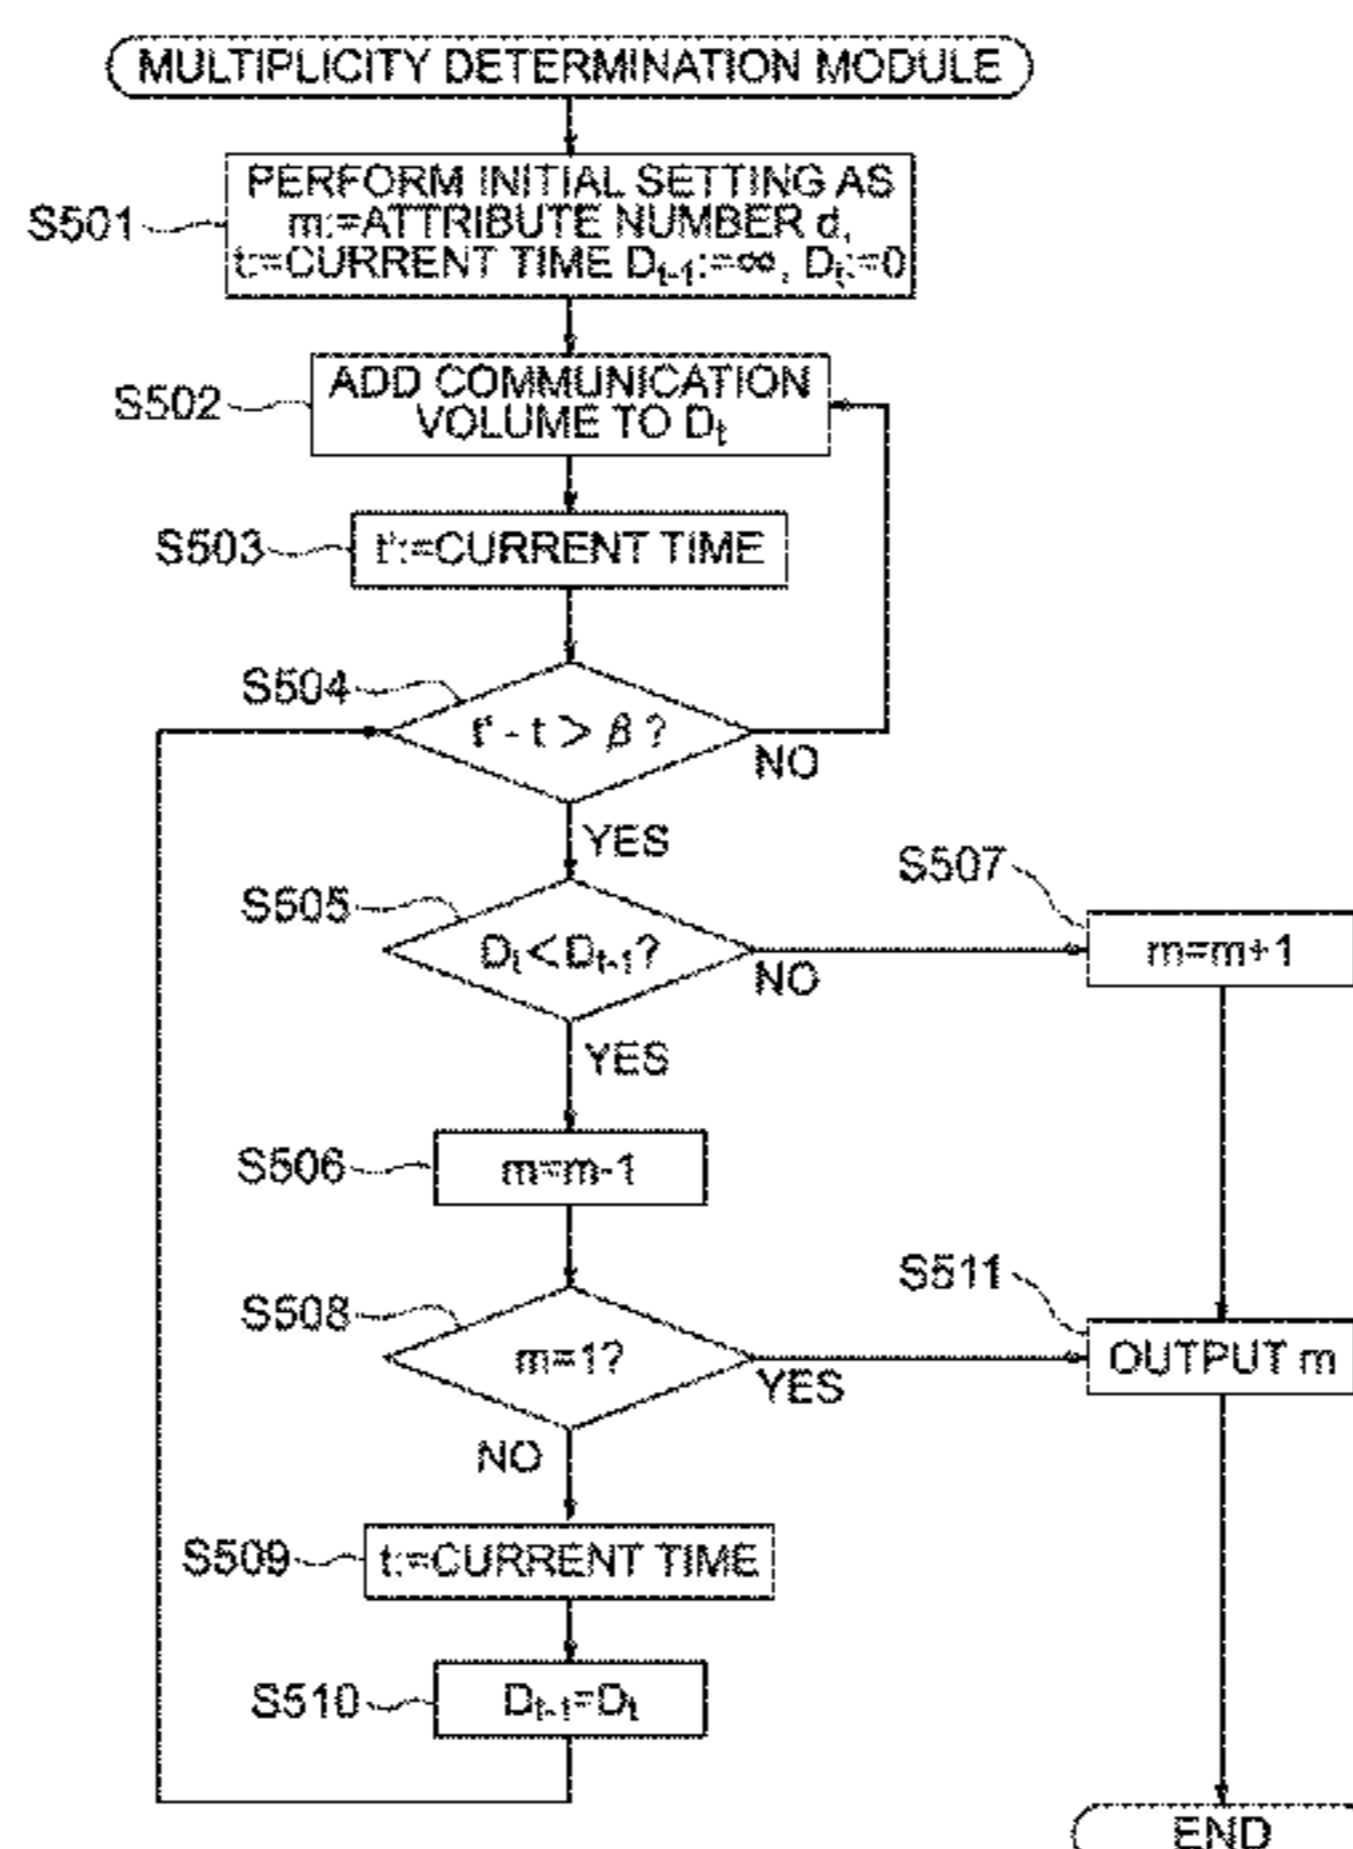 MULTIPLICITY DETERMINATION MODULE
S501
PERFORM INITIAL SETTING AS
m:=ATTRIBUTE NUMBER d,
t:=CURRENT TIME Dt-1:=∞, Dt:=0
S502
ADD COMMUNICATION
VOLUME TO Dt
S503
t':=CURRENT TIME
S504
t' - t > β ?
NO
YES
S505
Dt<Dt-1?
NO
S507
m=m+1
YES
S506
m=m-1
S508
m=1?
YES
S511
OUTPUT m
NO
S509
t:=CURRENT TIME
S510
Dt-1=Dt
END